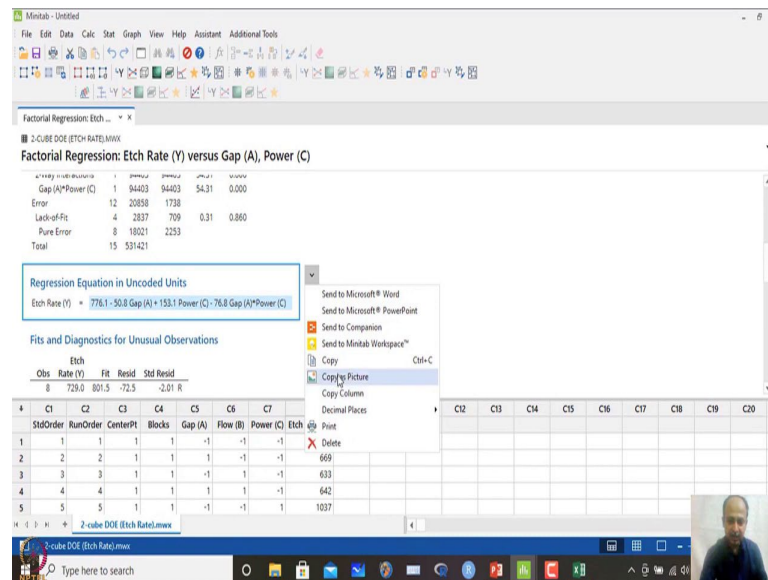 Minitab - Untitled
File Edit Data Calc Stat Graph View Help Assistant Additional Tools
Factorial Regression: Etch ...
2-CUBE DOE (ETCH RATE).MWX
Factorial Regression: Etch Rate (Y) versus Gap (A), Power (C)
Gap (A)*Power (C) 1 94403 94403 54.31 0.000
Error 12 20858 1738
Lack-of-Fit 4 2837 709 0.31 0.860
Pure Error 8 18021 2253
Total 15 531421
Regression Equation in Uncoded Units
Etch Rate (Y) = 776.1 - 50.8 Gap (A) + 153.1 Power (C) - 76.8 Gap (A)*Power (C)
Fits and Diagnostics for Unusual Observations
Etch
Obs Rate (Y) Fit Resid Std Resid
8 729.0 801.5 -72.5 -2.01 R
Send to Microsoft® Word
Send to Microsoft® PowerPoint
Send to Companion
Send to Minitab Workspace™
Copy Ctrl+C
Copy as Picture
Copy Column
Decimal Places
Print
Delete
C1 C2 C3 C4 C5 C6 C7 C12 C13 C14 C15 C16 C17 C18 C19 C20
StdOrder RunOrder CenterPt Blocks Gap (A) Flow (B) Power (C) Etch
1 1 1 1 1 -1 -1 -1
2 2 2 1 1 1 -1 -1 669
3 3 3 1 1 -1 1 -1 633
4 4 4 1 1 1 1 -1 642
5 5 5 1 1 -1 -1 1 1037
2-cube DOE (Etch Rate).mwx
2-cube DOE (Etch Rate).mwx
Type here to search
NPTEL